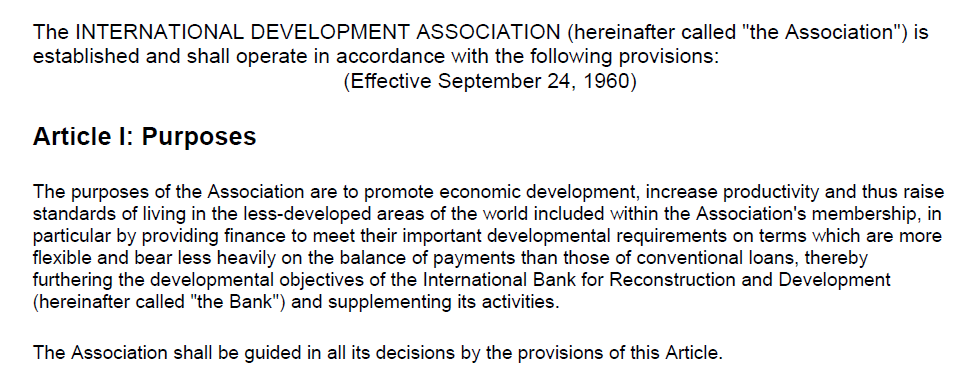 The INTERNATIONAL DEVELOPMENT ASSOCIATION (hereinafter called "the Association") is
established and shall operate in accordance with the following provisions:
(Effective September 24, 1960)
Article I: Purposes
The purposes of the Association are to promote economic development, increase productivity and thus raise
standards of living in the less-developed areas of the world included within the Association's membership, in
particular by providing finance to meet their important developmental requirements on terms which are more
flexible and bear less heavily on the balance of payments than those of conventional loans, thereby
furthering the developmental objectives of the International Bank for Reconstruction and Development
(hereinafter called "the Bank") and supplementing its activities.
The Association shall be guided in all its decisions by the provisions of this Article.